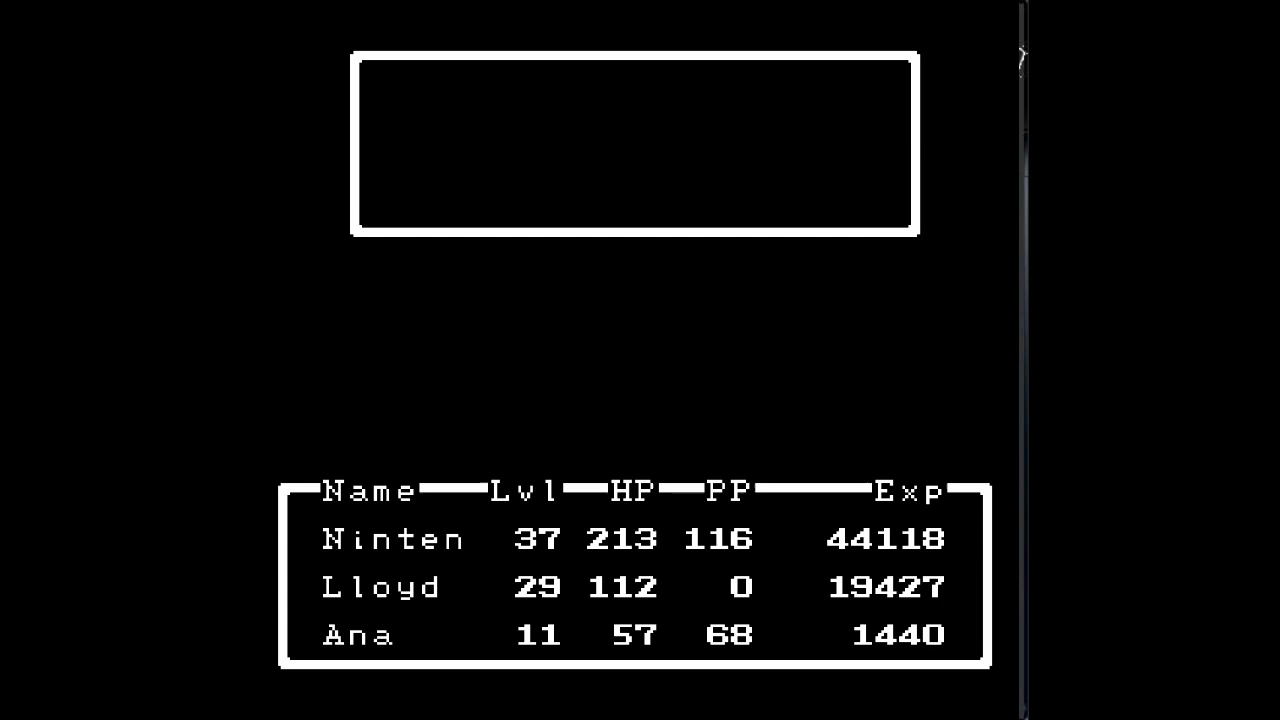 Name Lvl HP PP Exp
Ninten 37 213 116 44118
Lloyd 29 112 0 19427
Ana 11 57 68 1440